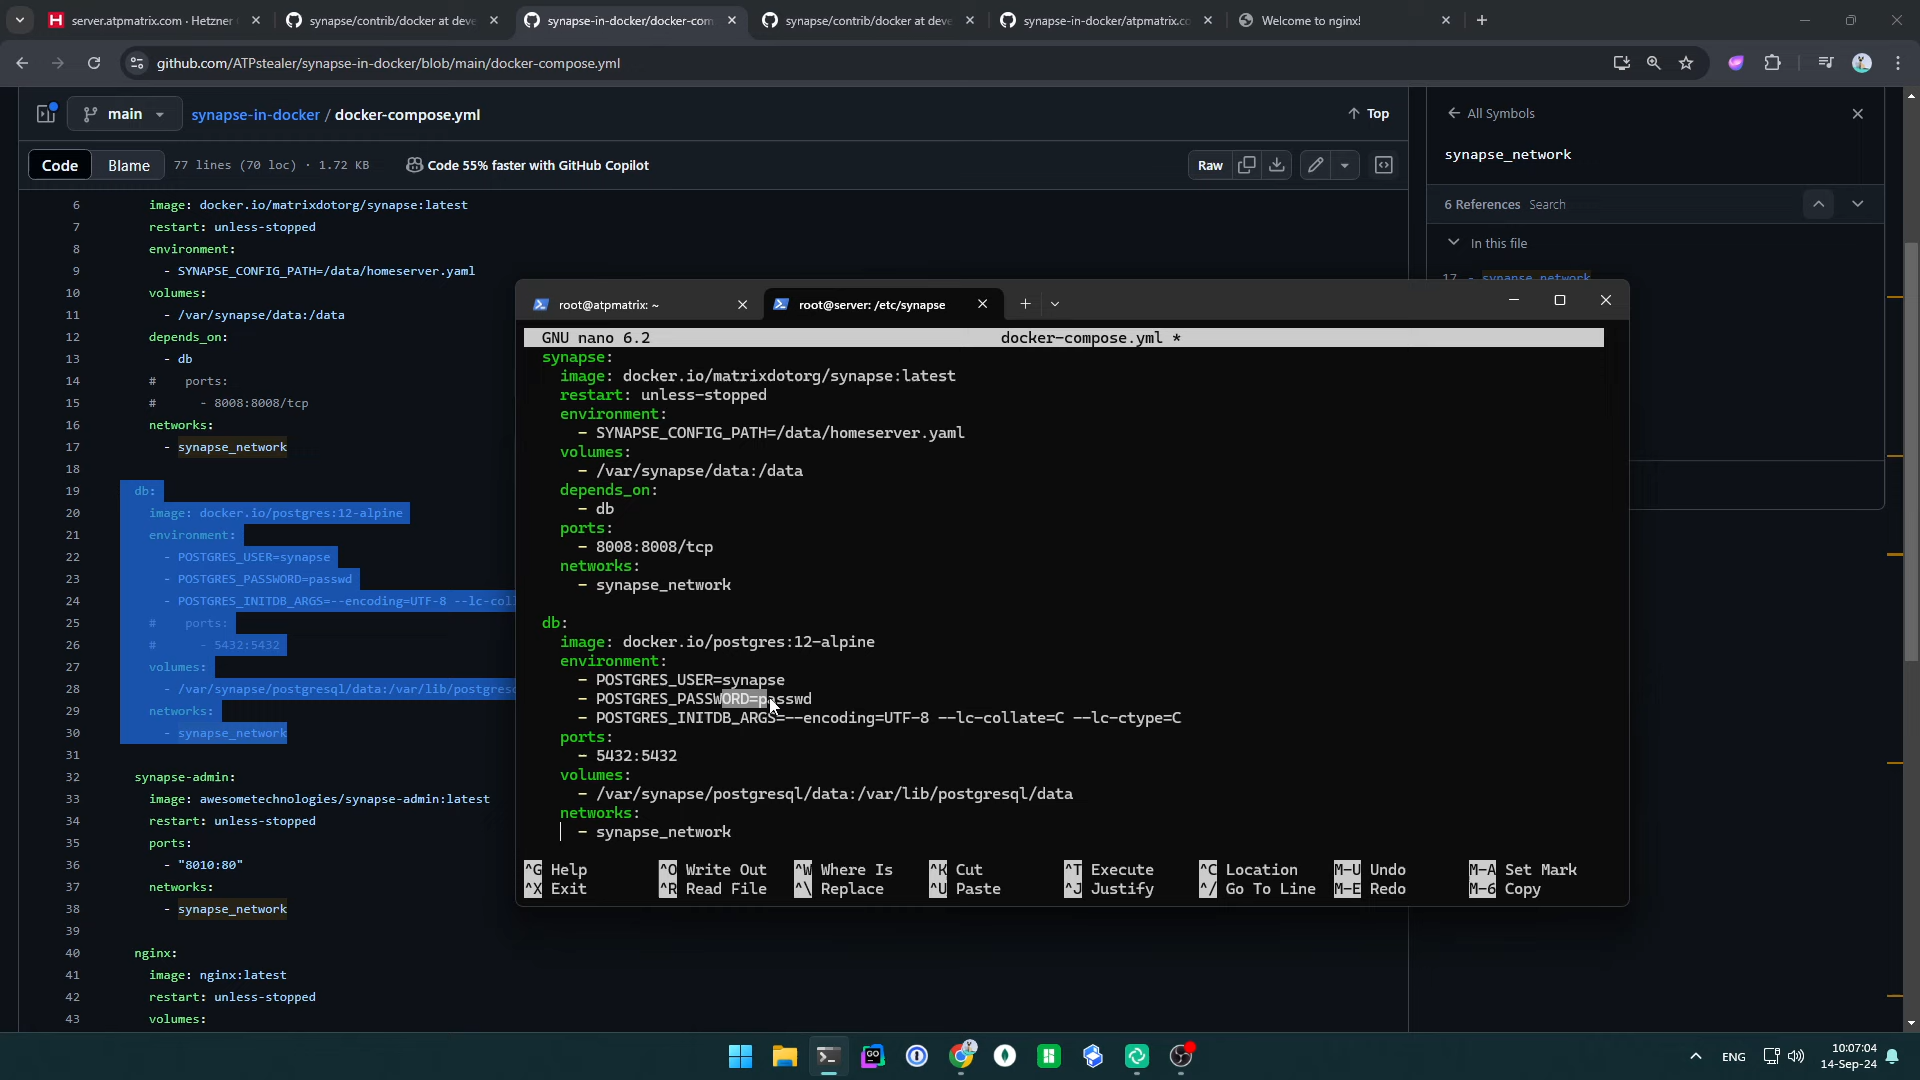 server.atpmatrix.com - Hetzner
synapse/contrib/docker at deve
synapse-in-docker/docker-com
synapse/contrib/docker at deve
synapse-in-docker/atpmatrix.co
Welcome to nginx!
github.com/ATPstealer/synapse-in-docker/blob/main/docker-compose.yml
main
synapse-in-docker / docker-compose.yml
Top
Code
Blame
77 lines (70 loc) · 1.72 KB
Code 55% faster with GitHub Copilot
Raw
6 image: docker.io/matrixdotorg/synapse:latest
7 restart: unless-stopped
8 environment:
9 - SYNAPSE_CONFIG_PATH=/data/homeserver.yaml
10 volumes:
11 - /var/synapse/data:/data
12 depends_on:
13 - db
14 # ports:
15 # - 8008:8008/tcp
16 networks:
17 - synapse_network
18
19 db:
20 image: docker.io/postgres:12-alpine
21 environment:
22 - POSTGRES_USER=synapse
23 - POSTGRES_PASSWORD=passwd
24 - POSTGRES_INITDB_ARGS=--encoding=UTF-8 --lc-coll
25 # ports:
26 # - 5432:5432
27 volumes:
28 - /var/synapse/postgresql/data:/var/lib/postgresq
29 networks:
30 - synapse_network
31
32 synapse-admin:
33 image: awesometechnologies/synapse-admin:latest
34 restart: unless-stopped
35 ports:
36 - "8010:80"
37 networks:
38 - synapse_network
39
40 nginx:
41 image: nginx:latest
42 restart: unless-stopped
43 volumes:
All Symbols
synapse_network
6 References Search
In this file
17 - synapse_network
root@atpmatrix: ~
root@server: /etc/synapse
GNU nano 6.2 docker-compose.yml *
synapse:
image: docker.io/matrixdotorg/synapse:latest
restart: unless-stopped
environment:
- SYNAPSE_CONFIG_PATH=/data/homeserver.yaml
volumes:
- /var/synapse/data:/data
depends_on:
- db
ports:
- 8008:8008/tcp
networks:
- synapse_network
db:
image: docker.io/postgres:12-alpine
environment:
- POSTGRES_USER=synapse
- POSTGRES_PASSWORD=passwd
- POSTGRES_INITDB_ARGS=--encoding=UTF-8 --lc-collate=C --lc-ctype=C
ports:
- 5432:5432
volumes:
- /var/synapse/postgresql/data:/var/lib/postgresql/data
networks:
- synapse_network
^G Help ^O Write Out ^W Where Is ^K Cut ^T Execute ^C Location M-U Undo M-A Set Mark
^X Exit ^R Read File ^\ Replace ^U Paste ^J Justify ^/ Go To Line M-E Redo M-6 Copy
GO
ENG
10:07:04
14-Sep-24